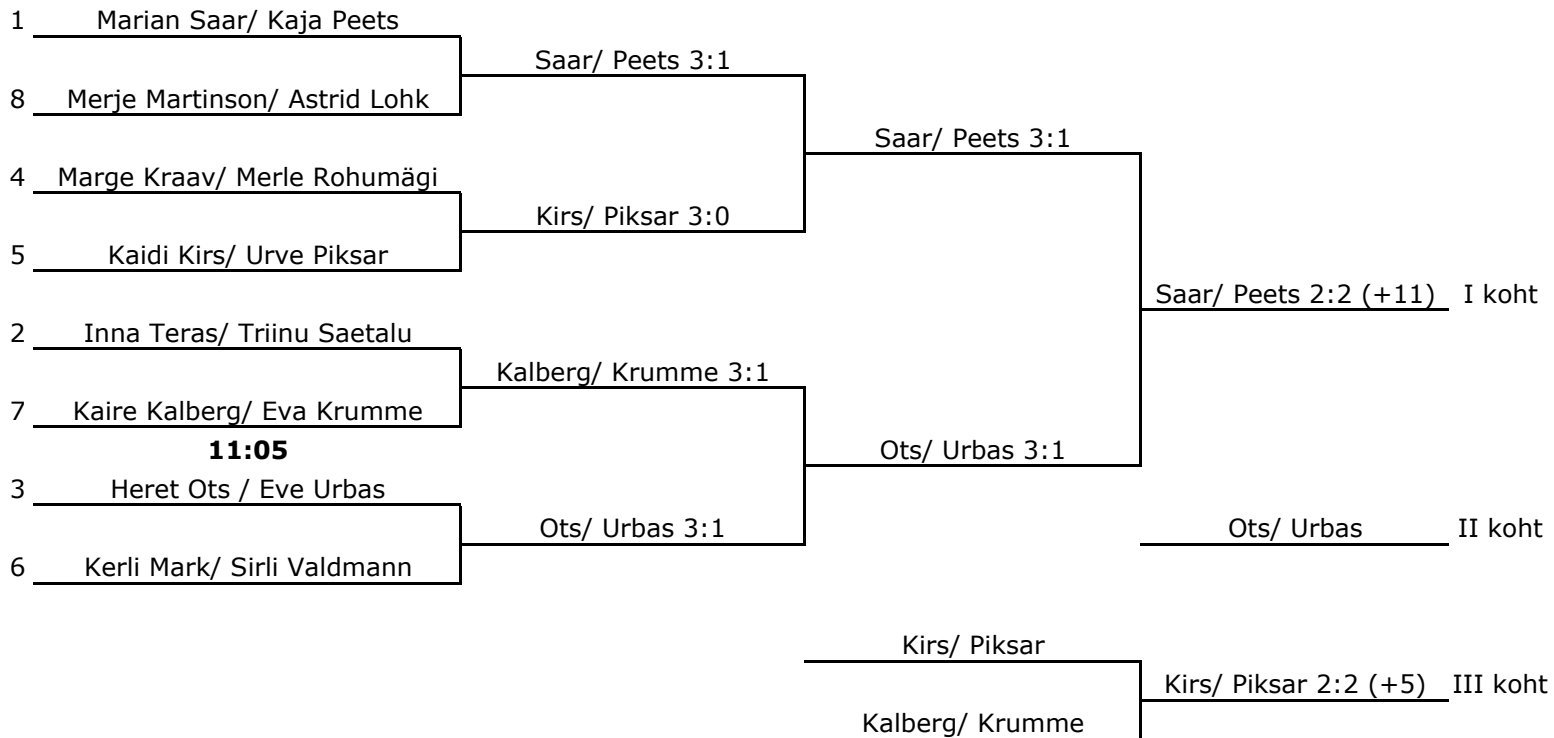 1 Marian Saar/ Kaja Peets
Saar/ Peets 3:1
8 Merje Martinson/ Astrid Lohk
Saar/ Peets 3:1
4 Marge Kraav/ Merle Rohumägi
Kirs/ Piksar 3:0
5 Kaidi Kirs/ Urve Piksar
Saar/ Peets 2:2 (+11) I koht
2 Inna Teras/ Triinu Saetalu
Kalberg/ Krumme 3:1
7 Kaire Kalberg/ Eva Krumme
11:05
Ots/ Urbas 3:1
3 Heret Ots / Eve Urbas
Ots/ Urbas 3:1
Ots/ Urbas II koht
6 Kerli Mark/ Sirli Valdmann
Kirs/ Piksar
Kirs/ Piksar 2:2 (+5) III koht
Kalberg/ Krumme